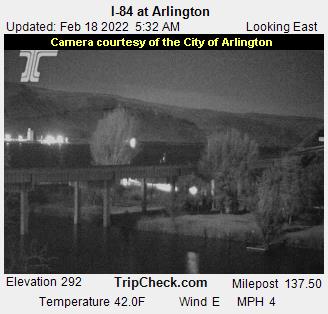 I-84 at Arlington
Updated: Feb 18 2022 5:32 AM Looking East
Camera courtesy of the City of Arlington
Elevation 292 TripCheck.com Milepost 137.50
Temperature 42.0F Wind E MPH 4